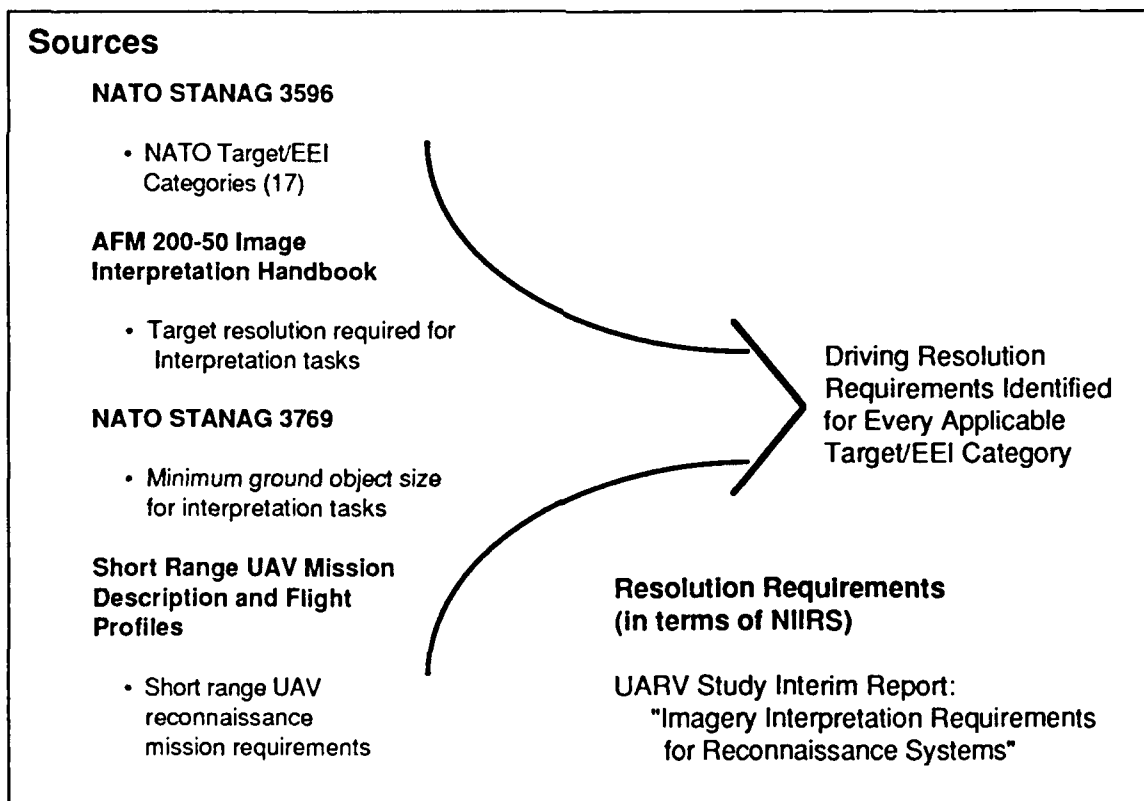 Sources
NATO STANAG 3596
• NATO Target/EEI
Categories (17)
AFM 200-50 Image
Interpretation Handbook
• Target resolution required for
Interpretation tasks
NATO STANAG 3769
• Minimum ground object size
for interpretation tasks
Short Range UAV Mission
Description and Flight
Profiles
• Short range UAV
reconnaissance
mission requirements
Driving Resolution
Requirements Identified
for Every Applicable
Target/EEI Category
Resolution Requirements
(in terms of NIIRS)
UARV Study Interim Report:
"Imagery Interpretation Requirements
for Reconnaissance Systems"